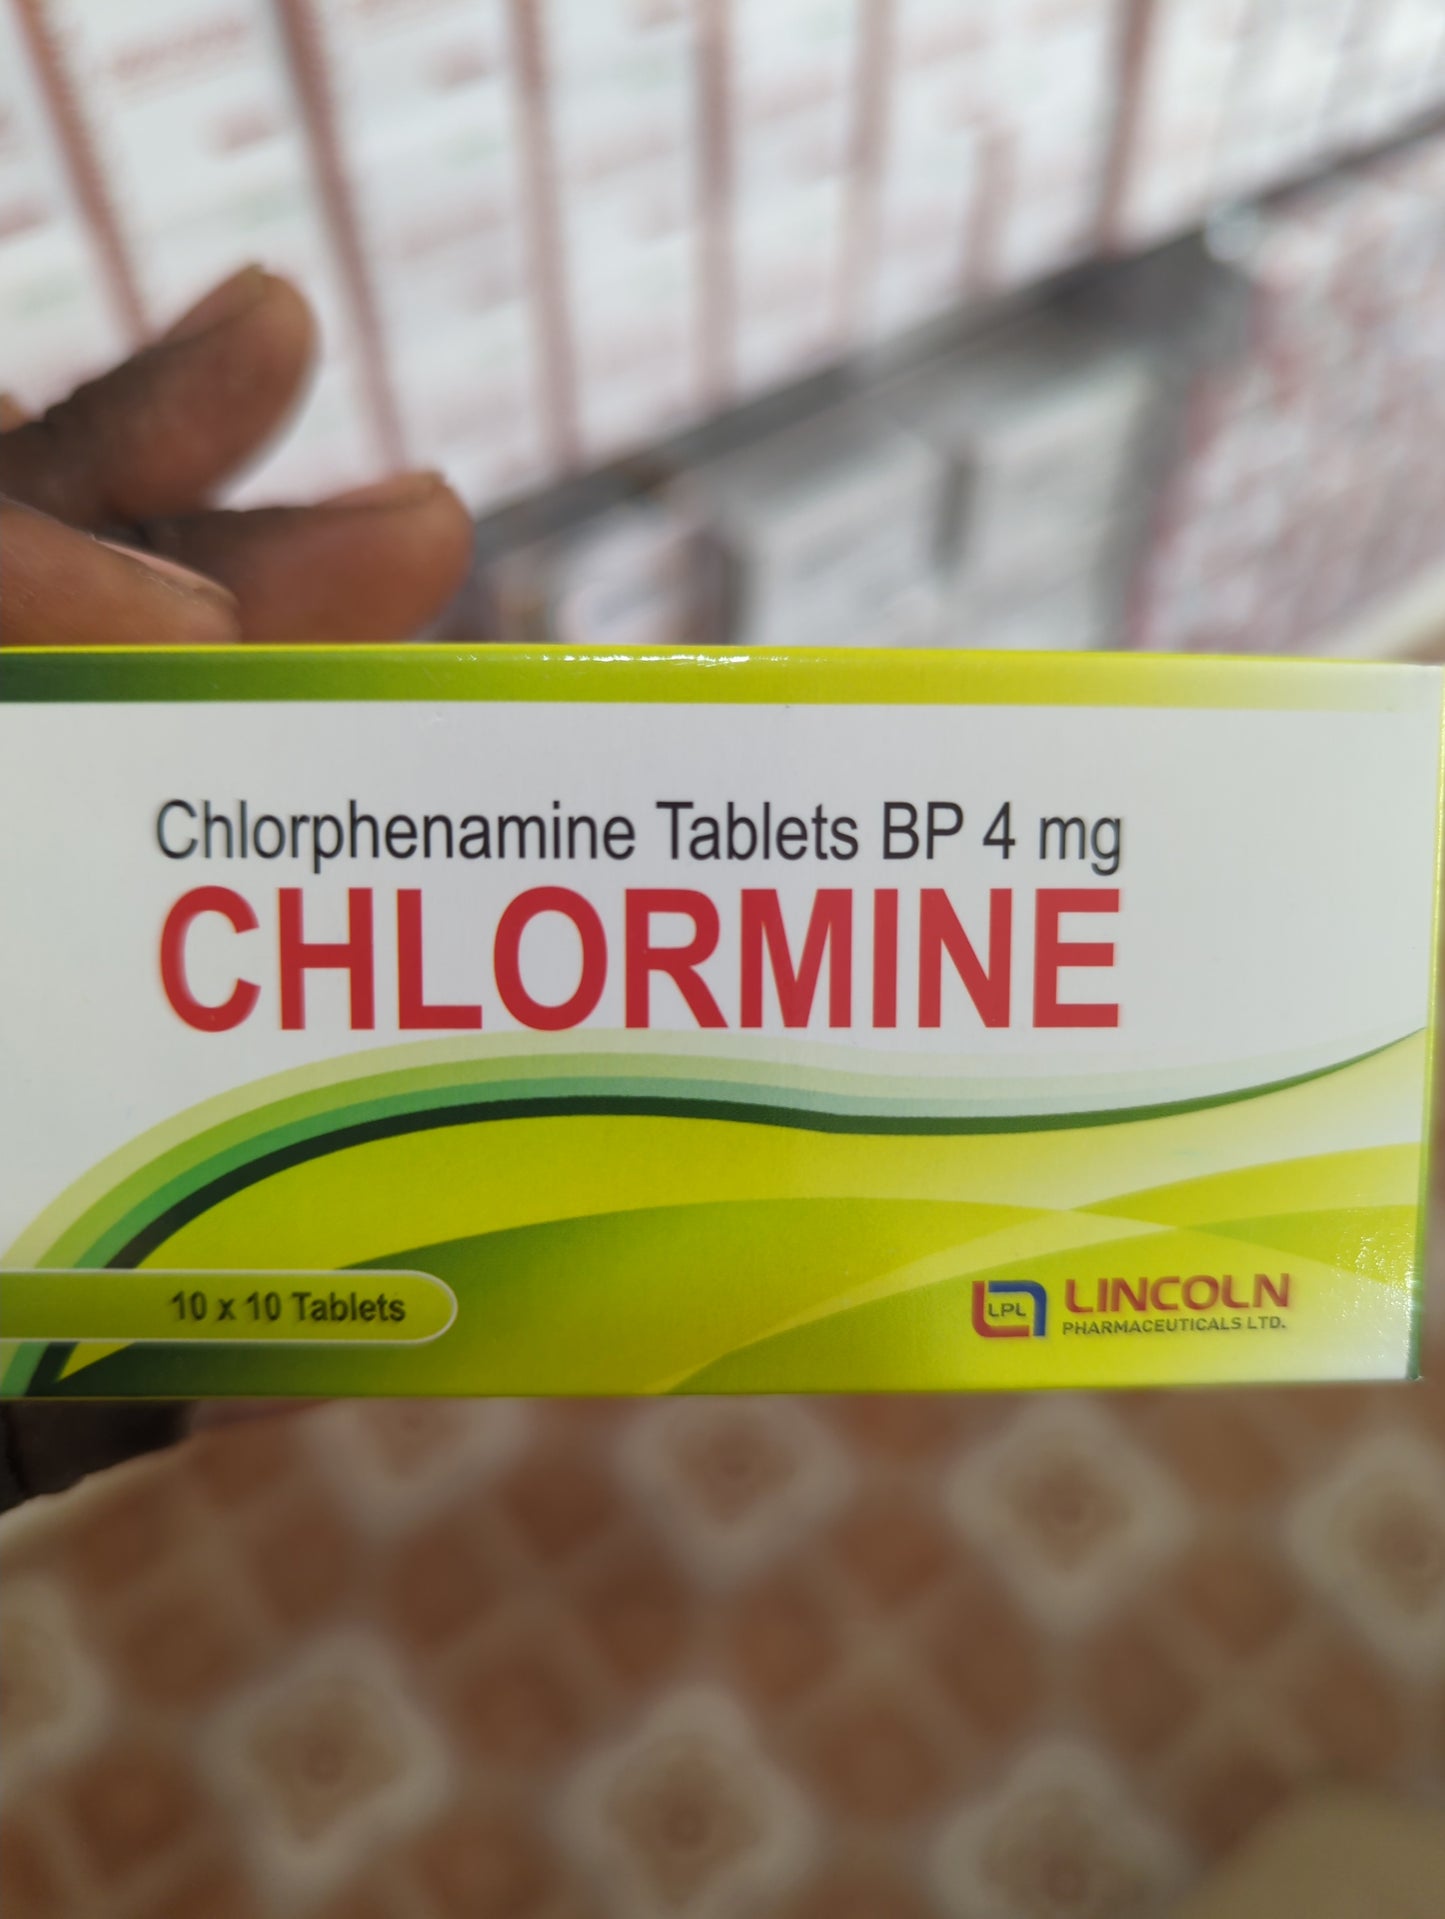 Chlorphenamine Tablets BP 4 mg
CHLORMINE
10 x 10 Tablets
LPL
LINCOLN
PHARMACEUTICALS LTD.